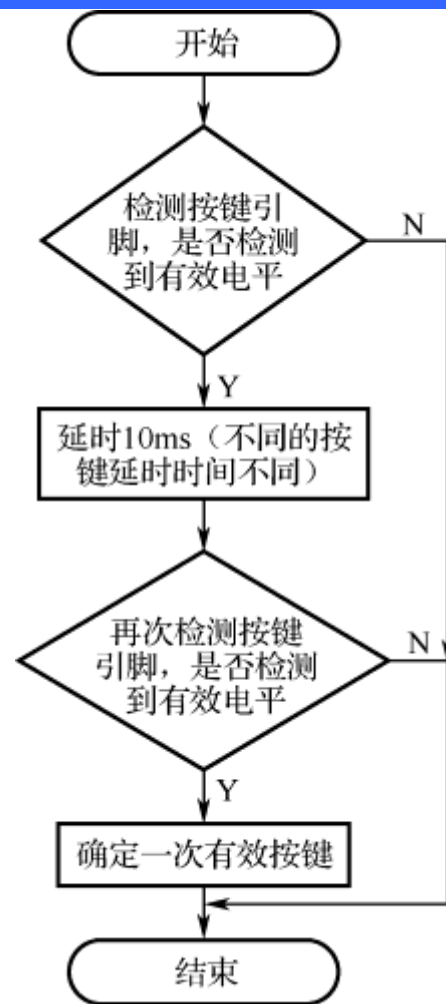 开始
检测按键引
脚，是否检测
到有效电平
N
Y
延时10ms（不同的按
键延时时间不同）
再次检测按键
引脚，是否检测
到有效电平
N
Y
确定一次有效按键
结束